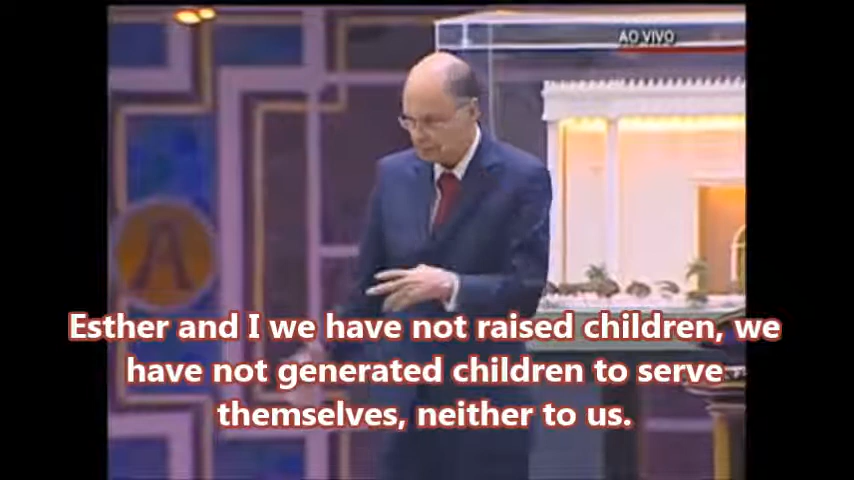 AO VIVO
Esther and I we have not raised children, we
have not generated children to serve
themselves, neither to us.